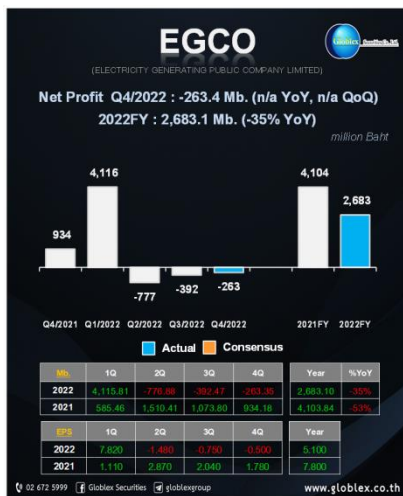 EGCO
Globlex Securities Co.,Ltd.
(ELECTRICITY GENERATING PUBLIC COMPANY LIMITED)
Net Profit Q4/2022 : -263.4 Mb. (n/a YoY, n/a QoQ)
2022FY : 2,683.1 Mb. (-35% YoY)
million Baht
934 4,116 -777 -392 -263 4,104 2,683
Q4/2021 Q1/2022 Q2/2022 Q3/2022 Q4/2022 2021FY 2022FY
Actual Consensus
Mb. 1Q 2Q 3Q 4Q Year %YoY
2022 4,115.81 -776.88 -392.47 -263.35 2,683.10 -35%
2021 585.46 1,510.41 1,073.80 934.18 4,103.84 -53%
EPS 1Q 2Q 3Q 4Q Year
2022 7.820 -1.480 -0.750 -0.500 5.100
2021 1.110 2.870 2.040 1.780 7.800
02 672 5999 Globlex Securities globlexgroup www.globlex.co.th